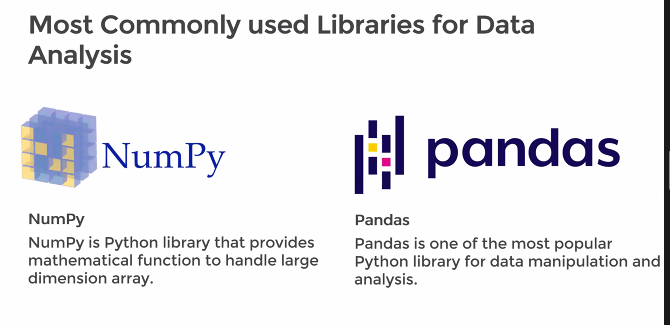 Most Commonly used Libraries for Data
Analysis
NumPy
pandas
NumPy
NumPy is Python library that provides
mathematical function to handle large
dimension array.
Pandas
Pandas is one of the most popular
Python library for data manipulation and
analysis.